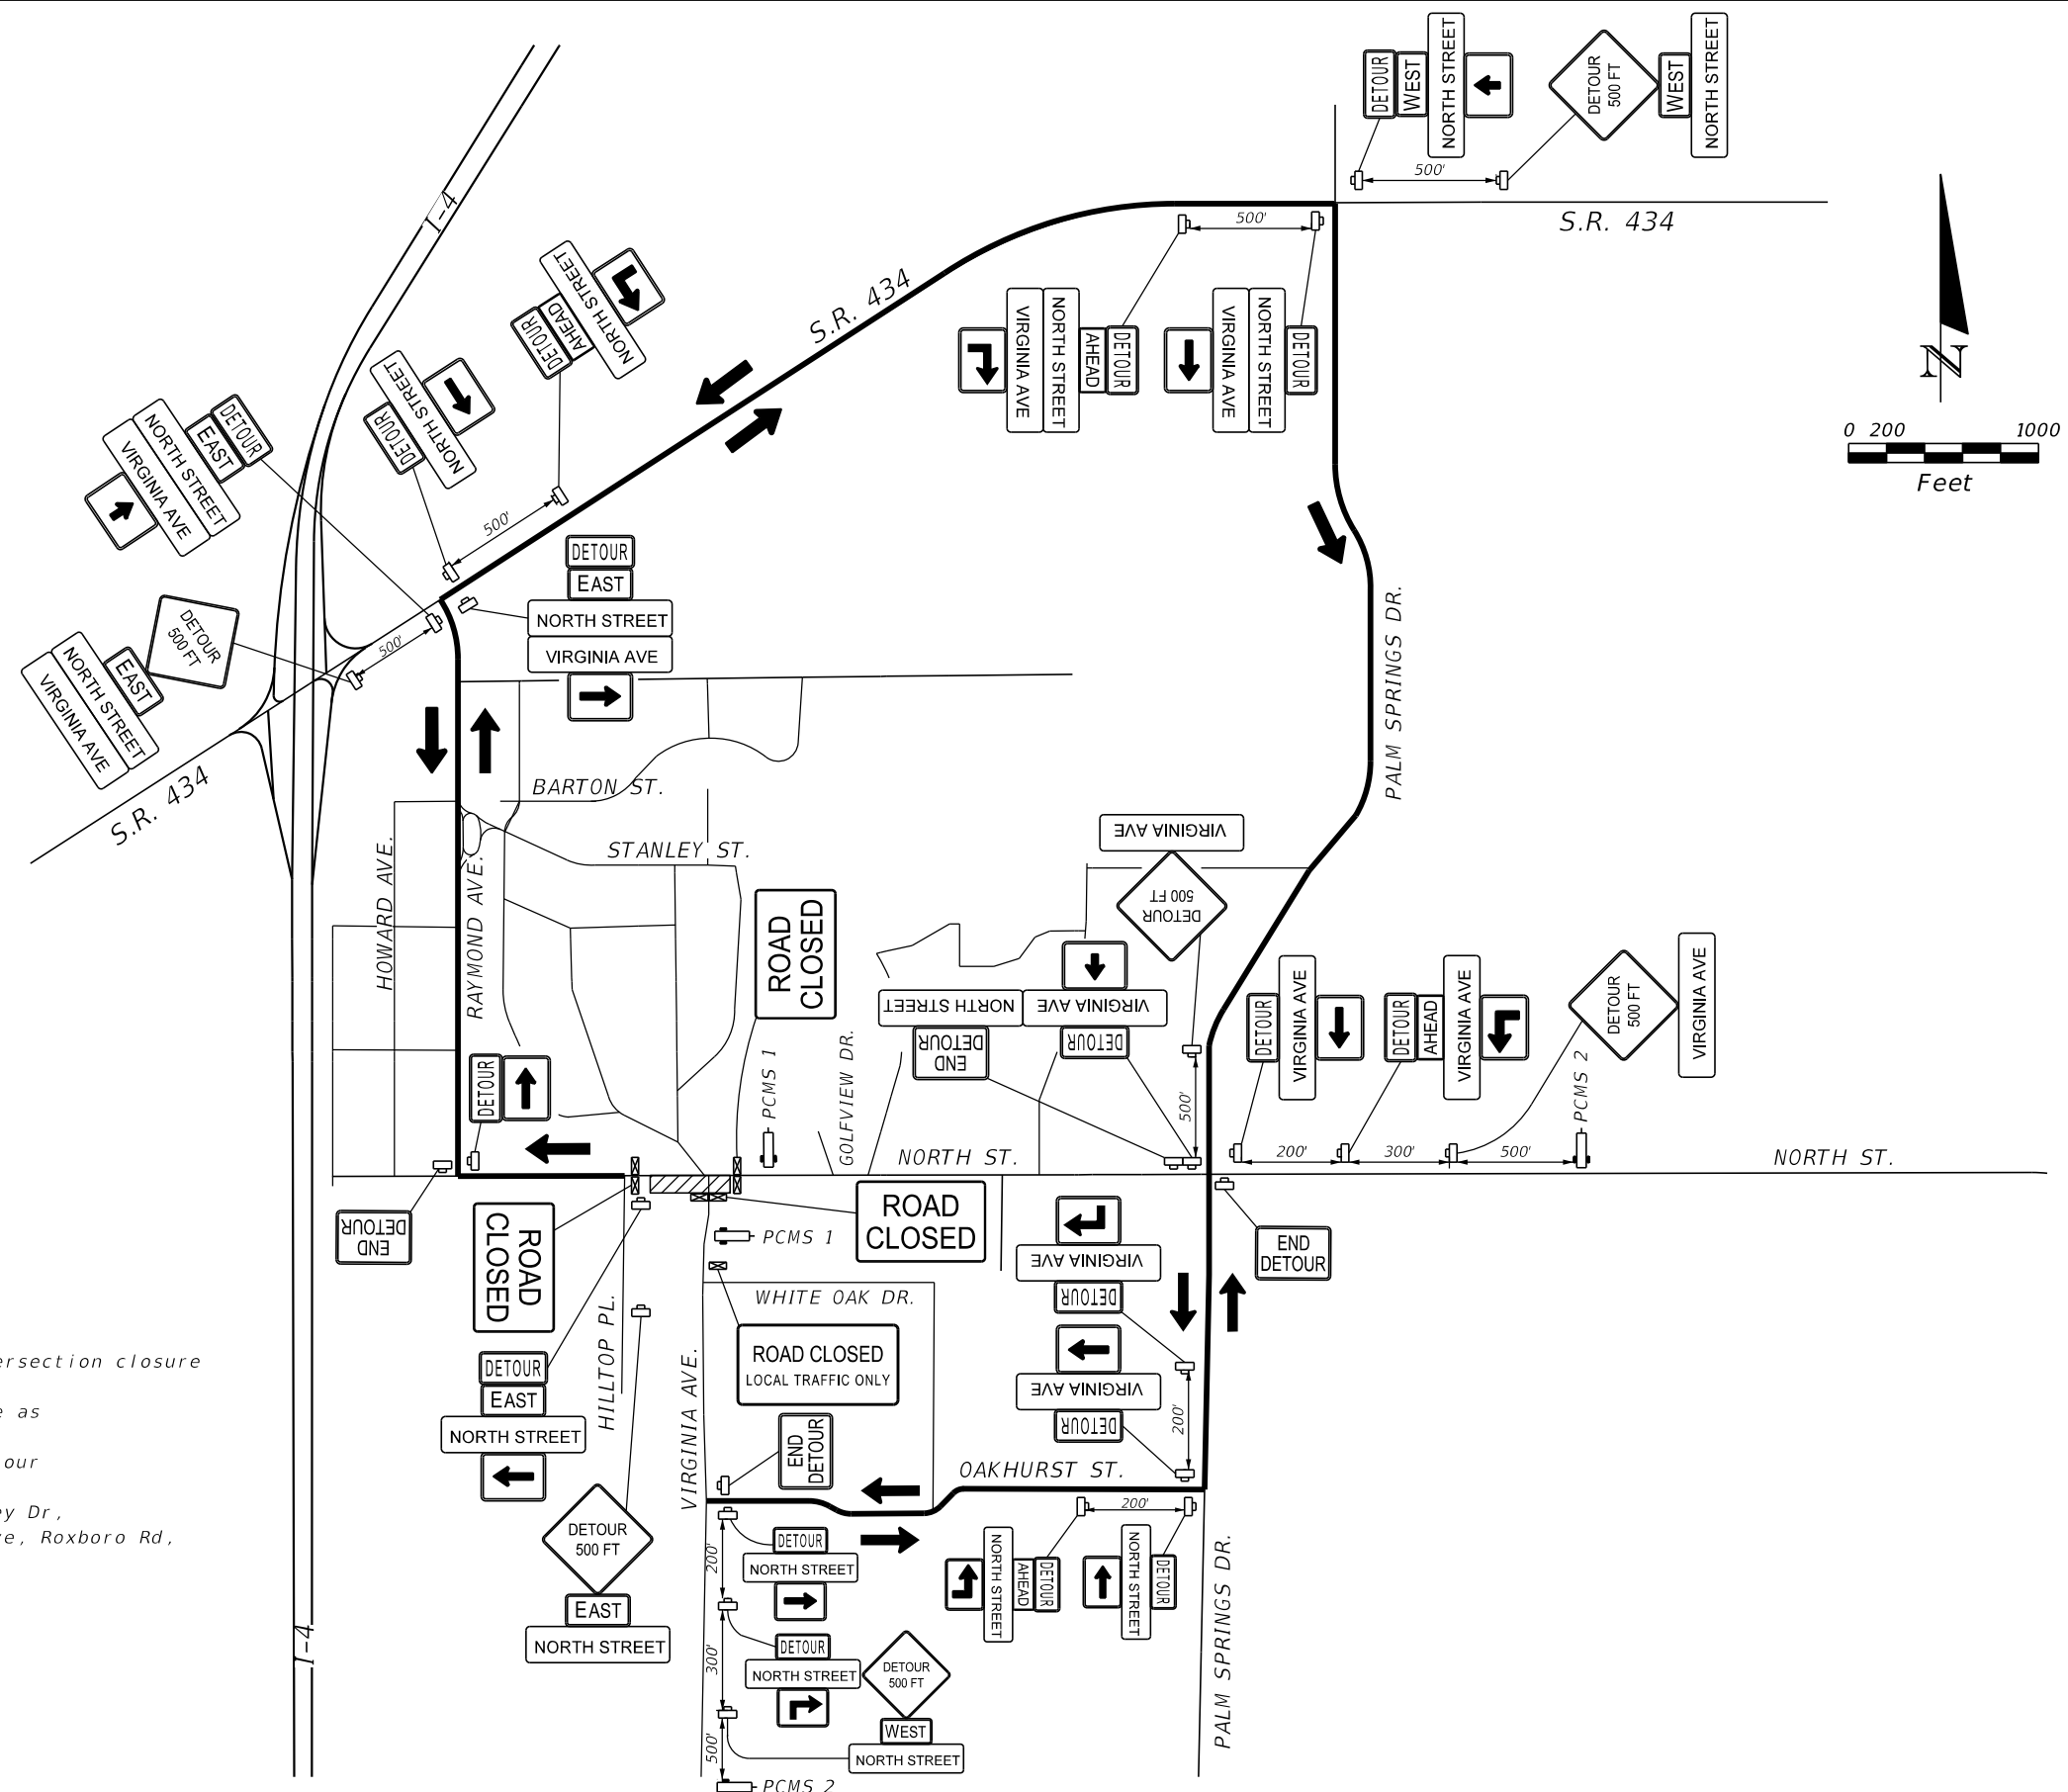 DETOUR
WEST
NORTH STREET
DETOUR
500 FT
WEST
NORTH STREET
500'
S.R. 434
I-4
NORTH STREET
AHEAD
DETOUR
S.R. 434
500'
VIRGINIA AVE
NORTH STREET
AHEAD
DETOUR
VIRGINIA AVE
NORTH STREET
DETOUR
N
0 200 1000
Feet
NORTH STREET
DETOUR
DETOUR
EAST
NORTH STREET
VIRGINIA AVE
500'
DETOUR
EAST
NORTH STREET
VIRGINIA AVE
DETOUR
500 FT
EAST
NORTH STREET
VIRGINIA AVE
500'
S.R. 434
PALM SPRINGS DR.
BARTON ST.
STANLEY ST.
HOWARD AVE.
RAYMOND AVE.
ROAD
CLOSED
VIRGINIA AVE
DETOUR
500 FT
NORTH STREET
VIRGINIA AVE
END
DETOUR
DETOUR
500'
DETOUR
VIRGINIA AVE
DETOUR
AHEAD
VIRGINIA AVE
DETOUR
500 FT
VIRGINIA AVE
PCMS 2
DETOUR
PCMS 1
GOLFVIEW DR.
NORTH ST.
200'
300'
500'
NORTH ST.
END
DETOUR
ROAD
CLOSED
ROAD
CLOSED
PCMS 1
VIRGINIA AVE
DETOUR
END
DETOUR
HILLTOP PL.
WHITE OAK DR.
ROAD CLOSED
LOCAL TRAFFIC ONLY
VIRGINIA AVE
DETOUR
200'
ersection closure
e as
our
y Dr,
e, Roxboro Rd,
DETOUR
EAST
NORTH STREET
VIRGINIA AVE.
END
DETOUR
OAKHURST ST.
DETOUR
500 FT
EAST
NORTH STREET
200'
DETOUR
NORTH STREET
300'
DETOUR
NORTH STREET
DETOUR
500 FT
WEST
NORTH STREET
500'
PCMS 2
200'
NORTH STREET
AHEAD
DETOUR
NORTH STREET
DETOUR
PALM SPRINGS DR.
I-4